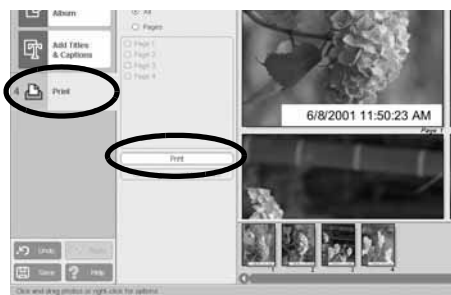 Album
All
Pages
Add Titles
& Captions
Page 1
Page 2
Page 3
Page 4
4 Print
6/8/2001 11:50:23 AM
Page 1
Print
1 2 3 4
Undo
Redo
Save
Help
Click and drag photos or right-click for options